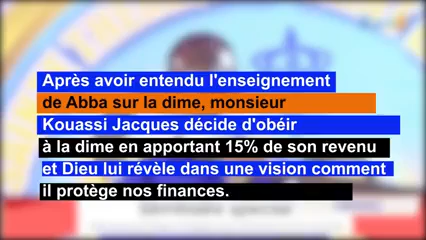 Après avoir entendu l'enseignement
de Abba sur la dime, monsieur
Kouassi Jacques décide d'obéir
à la dime en apportant 15% de son revenu
et Dieu lui révèle dans une vision comment
il protège nos finances.